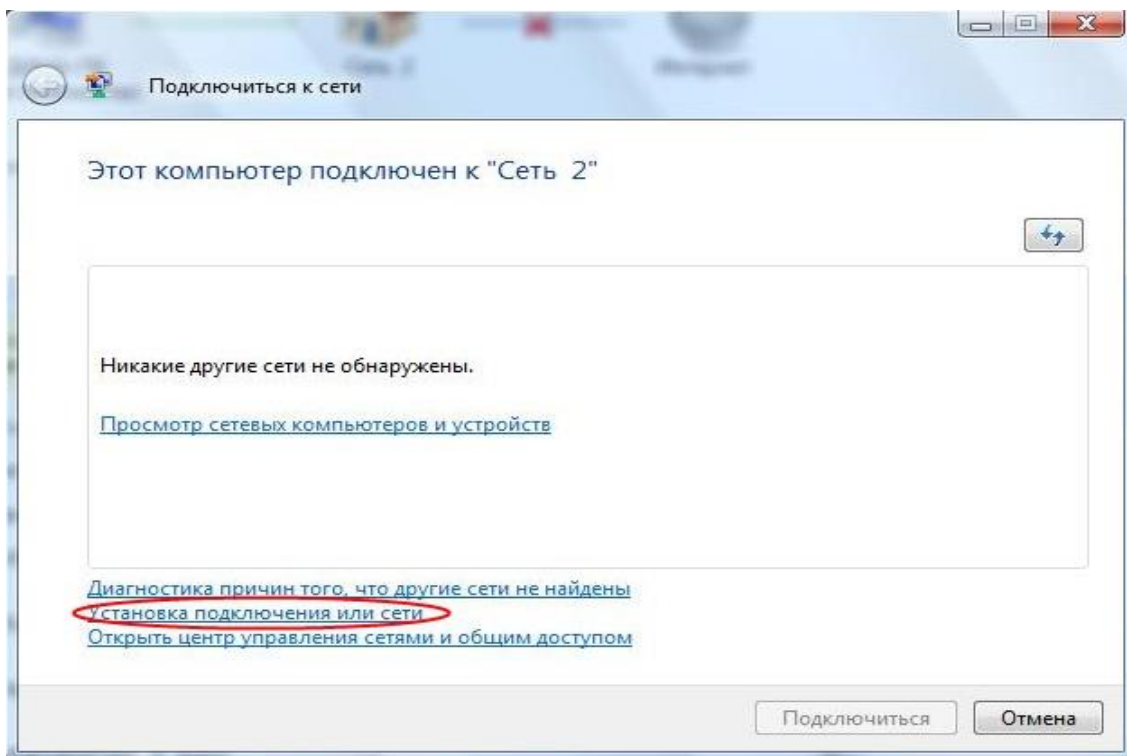 Подключиться к сети
Этот компьютер подключен к "Сеть 2"
Никакие другие сети не обнаружены.
Просмотр сетевых компьютеров и устройств
Диагностика причин того, что другие сети не найдены
Установка подключения или сети
Открыть центр управления сетями и общим доступом
Подключиться
Отмена